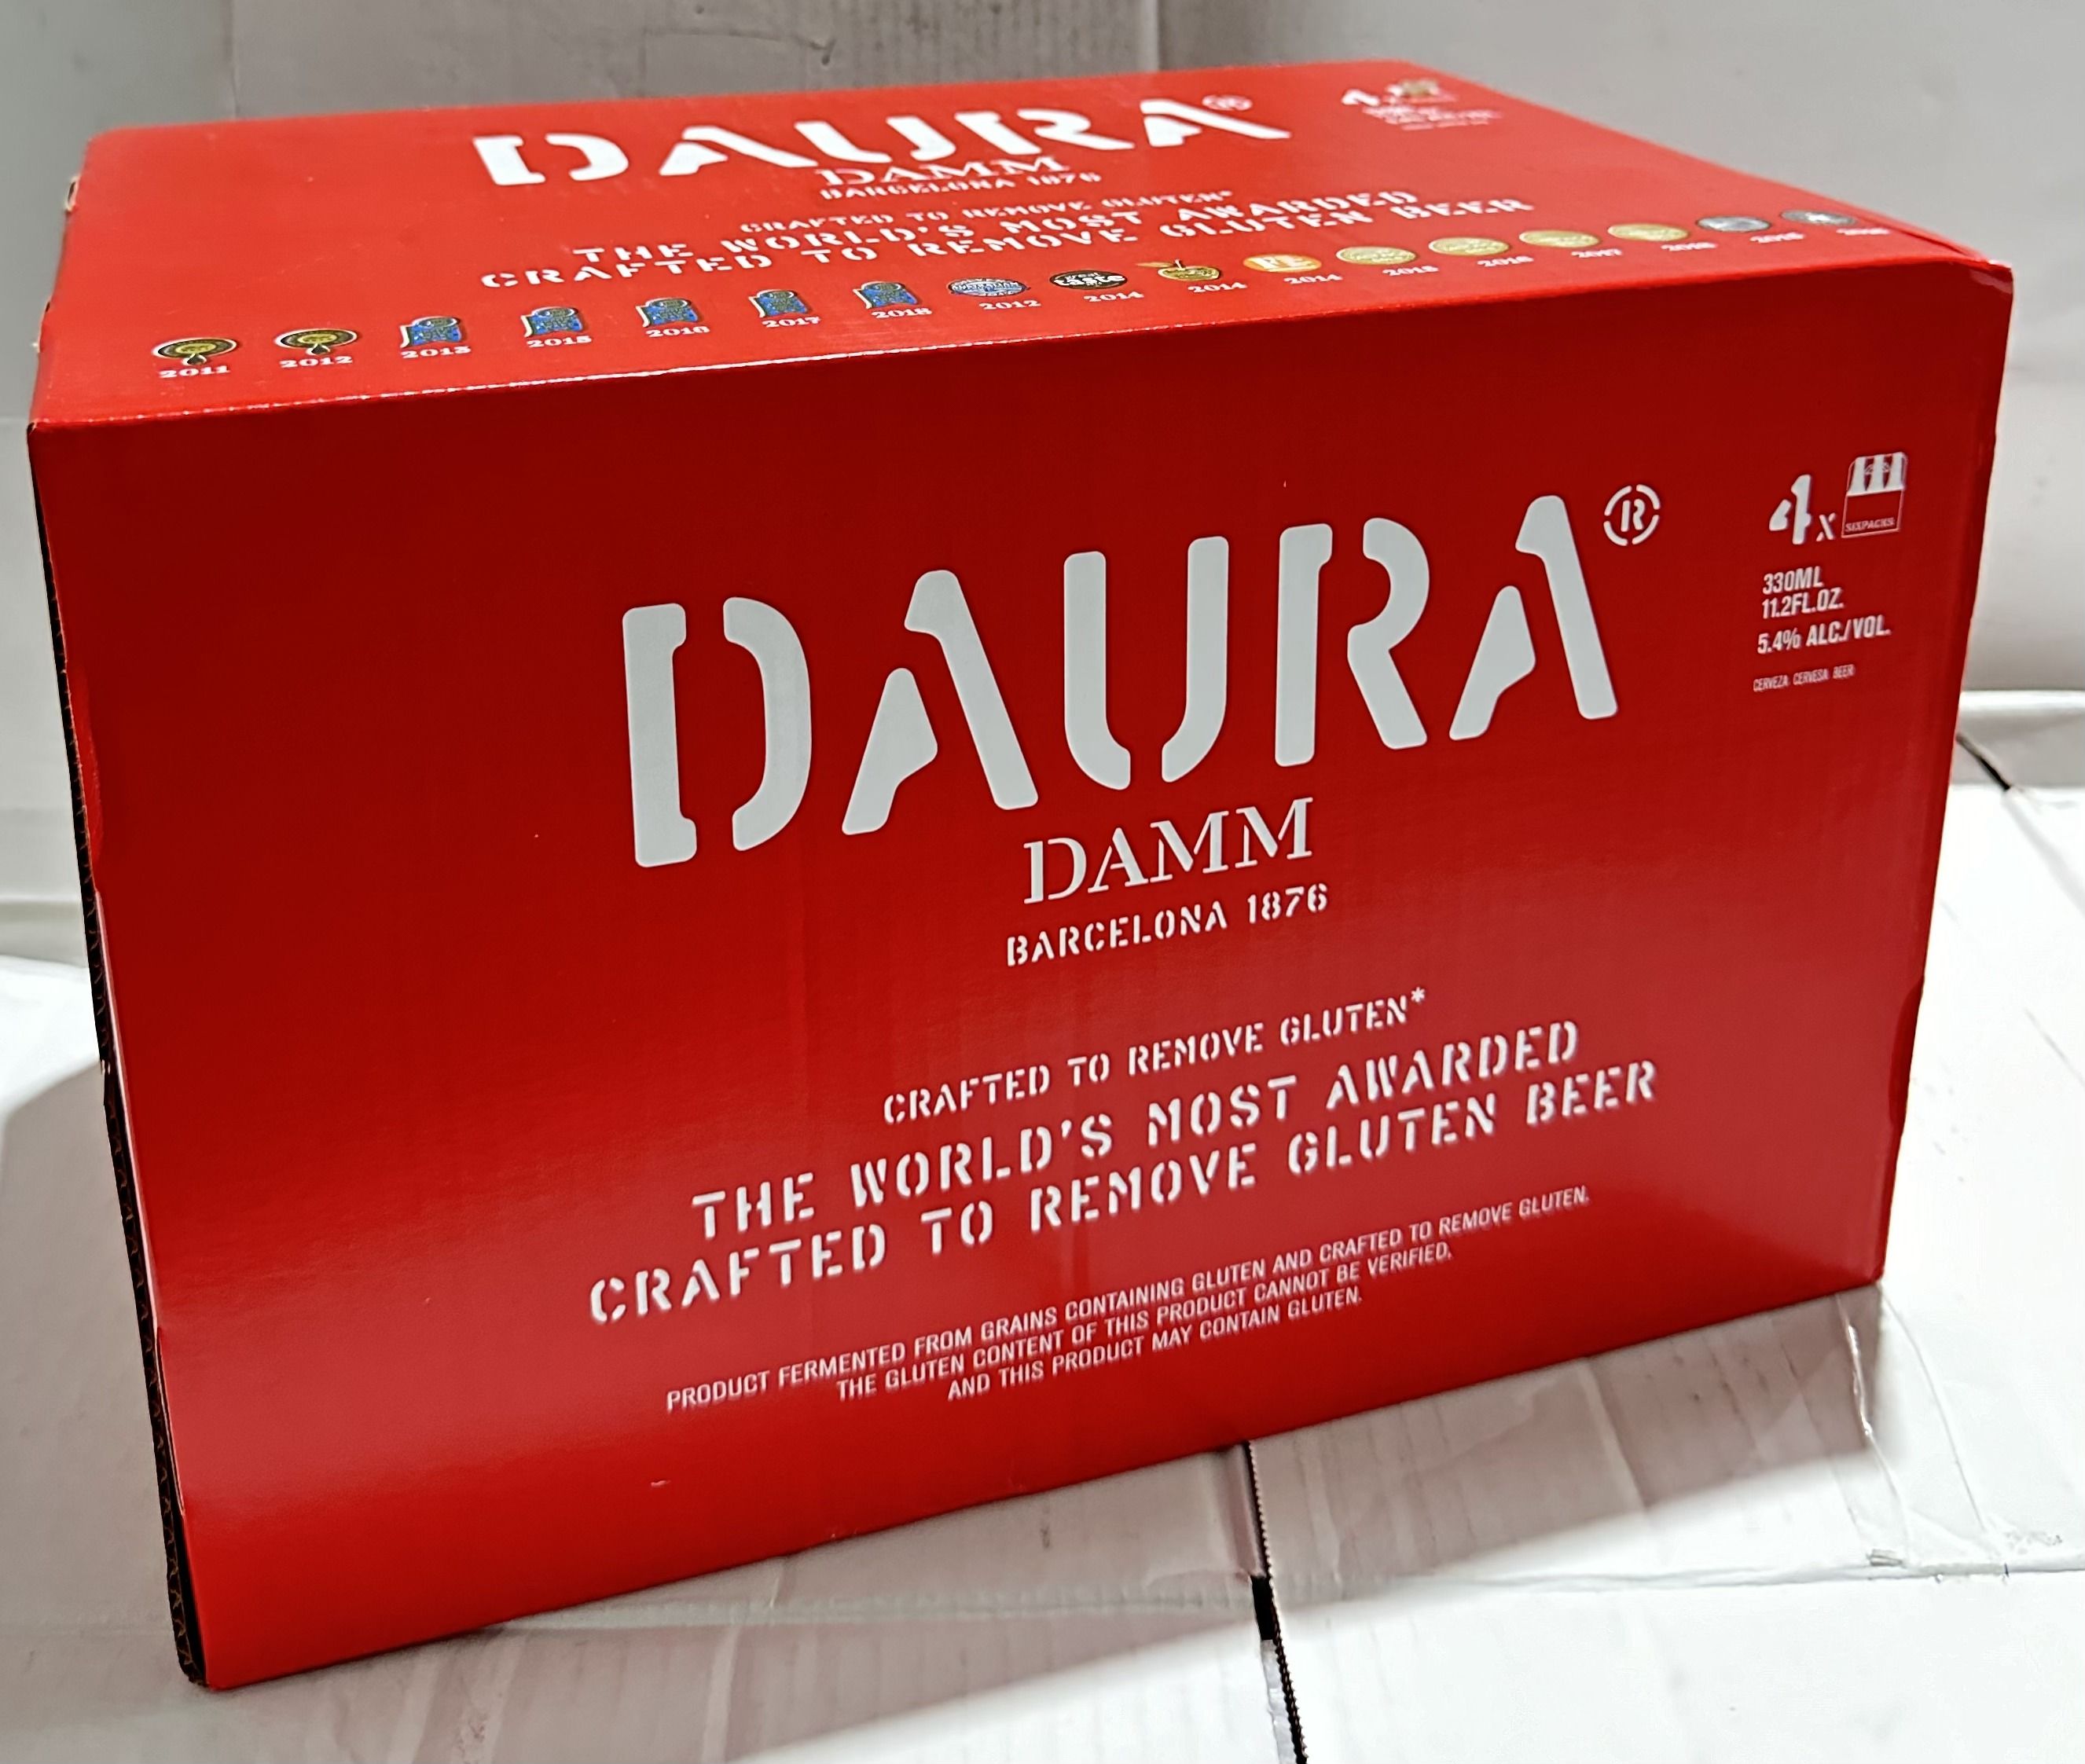 DAURA®
DAMM
BARCELONA 1876
CRAFTED TO REMOVE GLUTEN*
THE WORLD'S MOST AWARDED
CRAFTED TO REMOVE GLUTEN BEER
2011 2012 2013 2015 2016 2017 2018 2012 2014 2014 2014 2015 2016 2017 2018
DAURA®
4x
SIXPACKS
330ML
11.2FL.OZ.
5.4% ALC./VOL.
CERVEZA CERVESA BEER
DAMM
BARCELONA 1876
CRAFTED TO REMOVE GLUTEN*
THE WORLD'S MOST AWARDED
CRAFTED TO REMOVE GLUTEN BEER
PRODUCT FERMENTED FROM GRAINS CONTAINING GLUTEN AND CRAFTED TO REMOVE GLUTEN.
THE GLUTEN CONTENT OF THIS PRODUCT CANNOT BE VERIFIED,
AND THIS PRODUCT MAY CONTAIN GLUTEN.